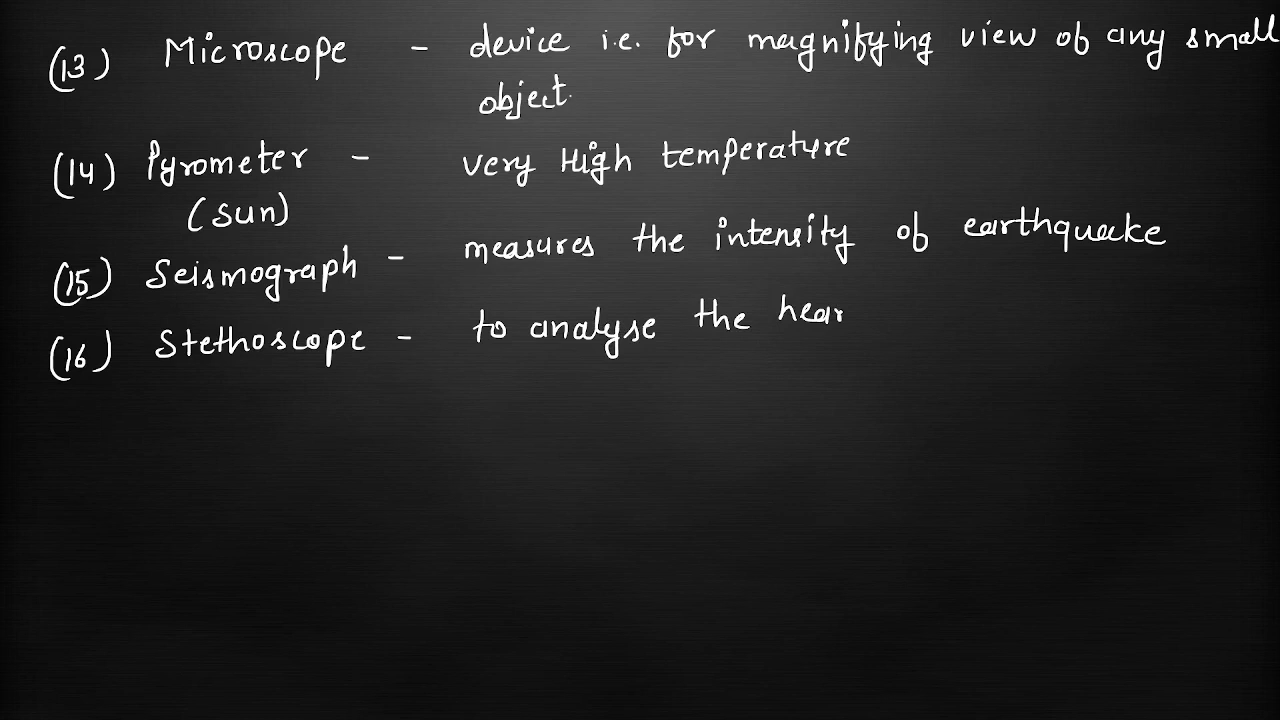 (13) Microscope - device i.e. for magnifying view of any small
object.
(14) Pyrometer - very High temperature
(sun)
(15) Seismograph - measures the intensity of earthquake
(16) Stethoscope - to analyse the hear